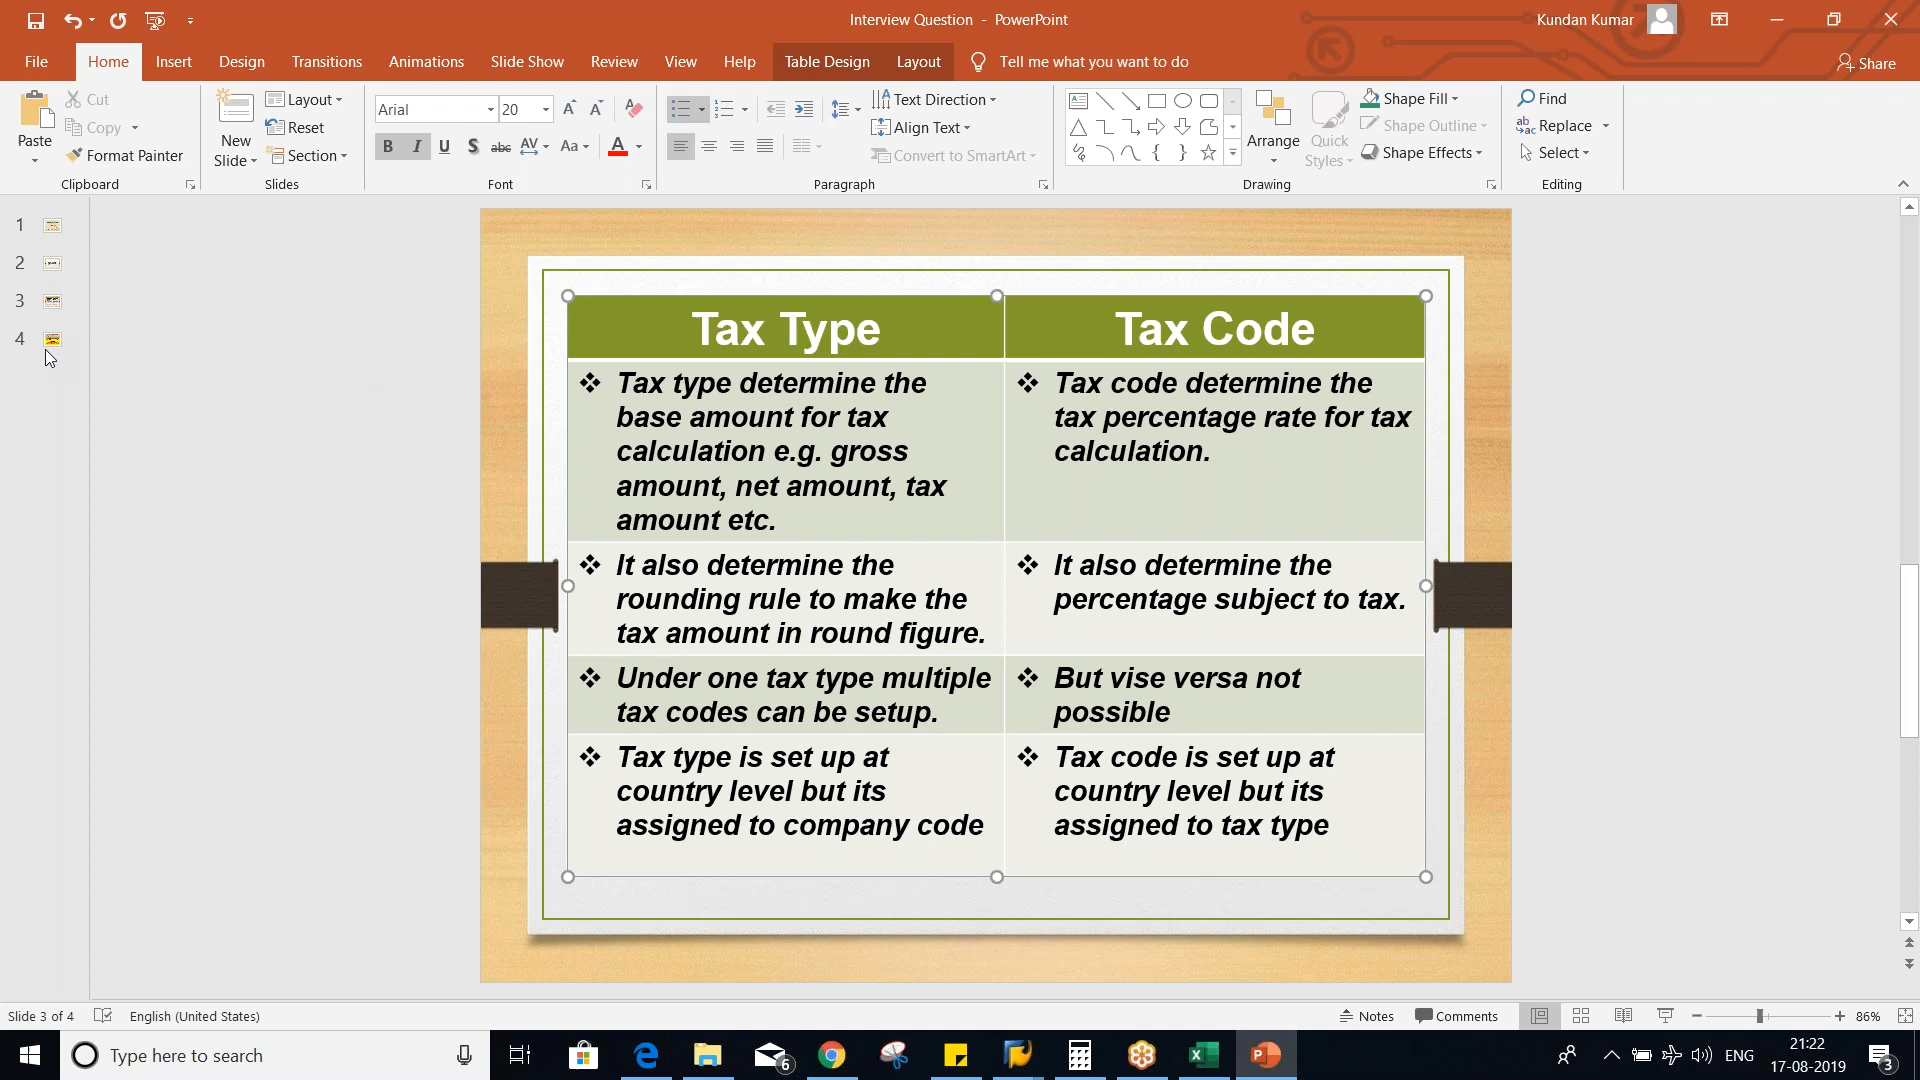 Interview Question - PowerPoint
Kundan Kumar
File Home Insert Design Transitions Animations Slide Show Review View Help Table Design Layout Tell me what you want to do Share
Paste
Cut
Copy
Format Painter
Clipboard
New Slide
Layout
Reset
Section
Slides
Arial 20
B I U S abc AV Aa A
Font
Text Direction
Align Text
Convert to SmartArt
Paragraph
Arrange
Quick Styles
Shape Fill
Shape Outline
Shape Effects
Drawing
Find
Replace
Select
Editing
1
2
3
4
Tax Type
Tax Code
Tax type determine the
base amount for tax
calculation e.g. gross
amount, net amount, tax
amount etc.
Tax code determine the
tax percentage rate for tax
calculation.
It also determine the
rounding rule to make the
tax amount in round figure.
It also determine the
percentage subject to tax.
Under one tax type multiple
tax codes can be setup.
But vise versa not
possible
Tax type is set up at
country level but its
assigned to company code
Tax code is set up at
country level but its
assigned to tax type
Slide 3 of 4 English (United States) Notes Comments 86%
Type here to search
6
ENG
21:22
17-08-2019
3